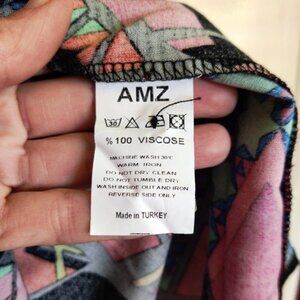 AMZ
% 100 VISCOSE
MACHINE WASH 30°C
WARM IRON
DO NOT DRY CLEAN
DO NOT TUMBLE DRY
WASH INSIDE OUT AND IRON
REVERSE SIDE ONLY
Made in TURKEY